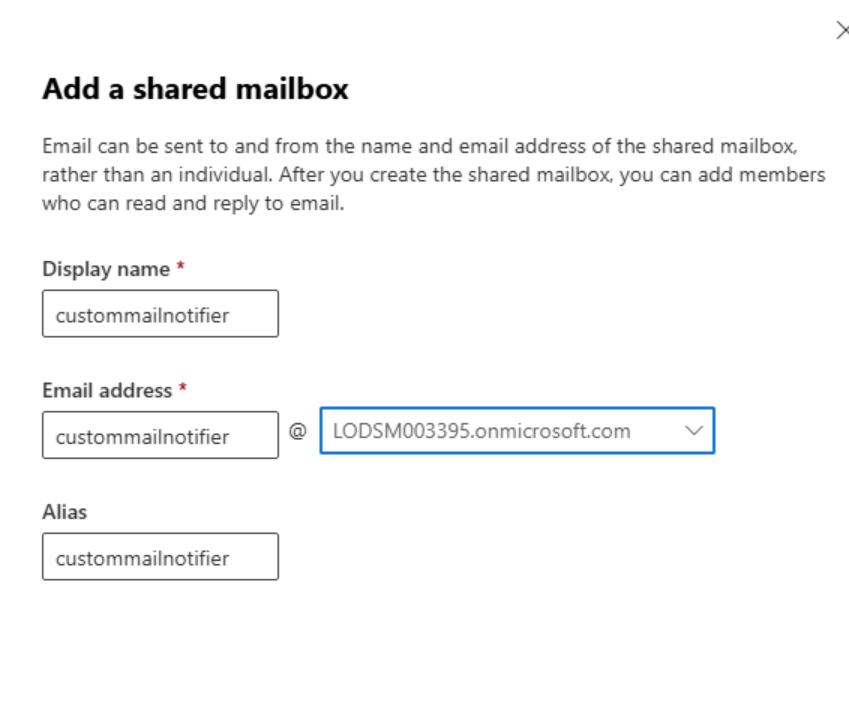 Add a shared mailbox
Email can be sent to and from the name and email address of the shared mailbox,
rather than an individual. After you create the shared mailbox, you can add members
who can read and reply to email.
Display name *
custommailnotifier
Email address *
custommailnotifier @ LODSM003395.onmicrosoft.com
Alias
custommailnotifier